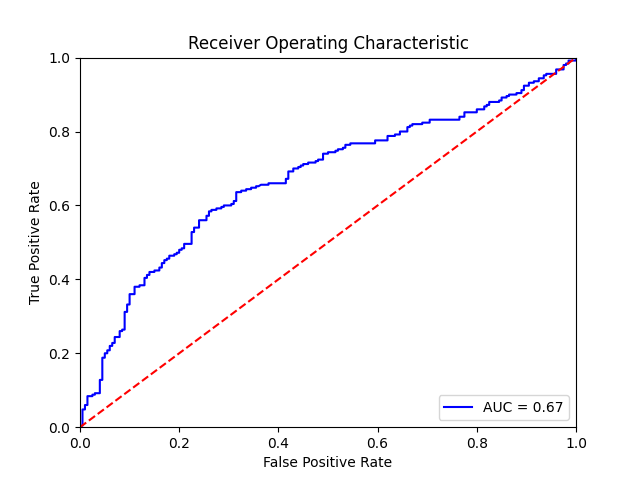 Receiver Operating Characteristic
1.0
0.8
0.6
0.4
0.2
0.0
True Positive Rate
AUC = 0.67
0.0 0.2 0.4 0.6 0.8 1.0
False Positive Rate